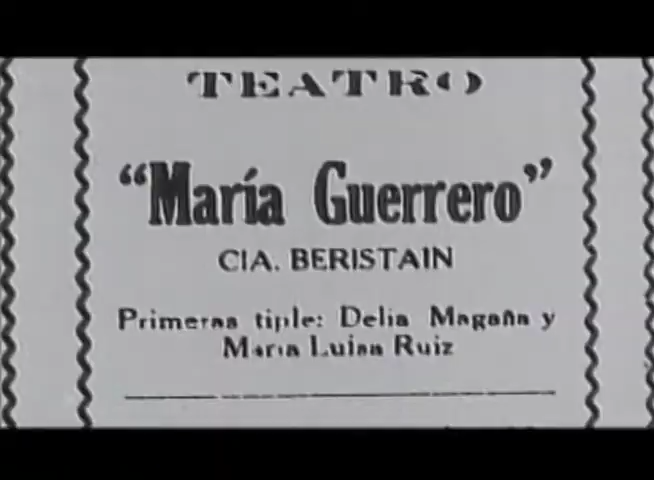 TEATRO
"María Guerrero"
CIA. BERISTAIN
Primeras tiple: Delia Magaña y
María Luisa Ruiz